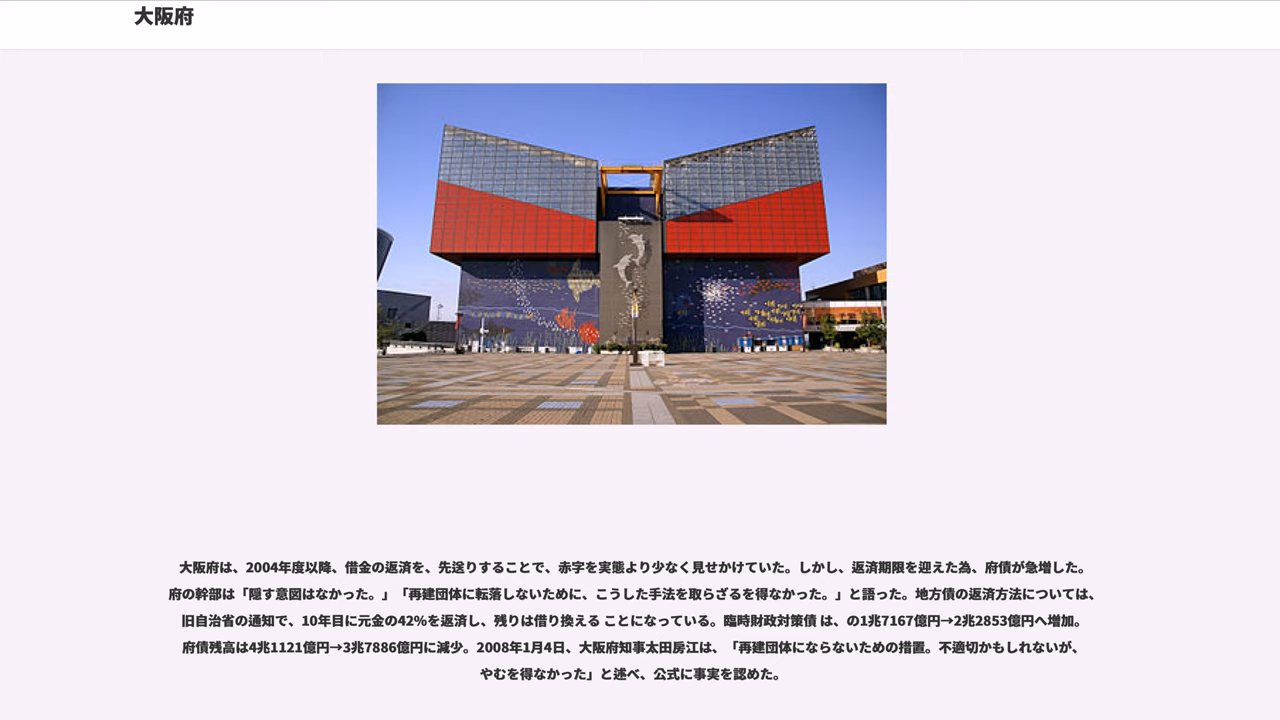 大阪府
大阪府は、2004年度以降、借金の返済を、先送りすることで、赤字を実態より少なく見せかけていた。しかし、返済期限を迎えた為、府債が急増した。
府の幹部は「隠す意図はなかった。」「再建団体に転落しないために、こうした手法を取らざるを得なかった。」と語った。地方債の返済方法については、
旧自治省の通知で、10年目に元金の42%を返済し、残りは借り換える ことになっている。臨時財政対策債 は、の1兆7167億円→2兆2853億円へ増加。
府債残高は4兆1121億円→3兆7886億円に減少。2008年1月4日、大阪府知事太田房江は、「再建団体にならないための措置。不適切かもしれないが、
やむを得なかった」と述べ、公式に事実を認めた。